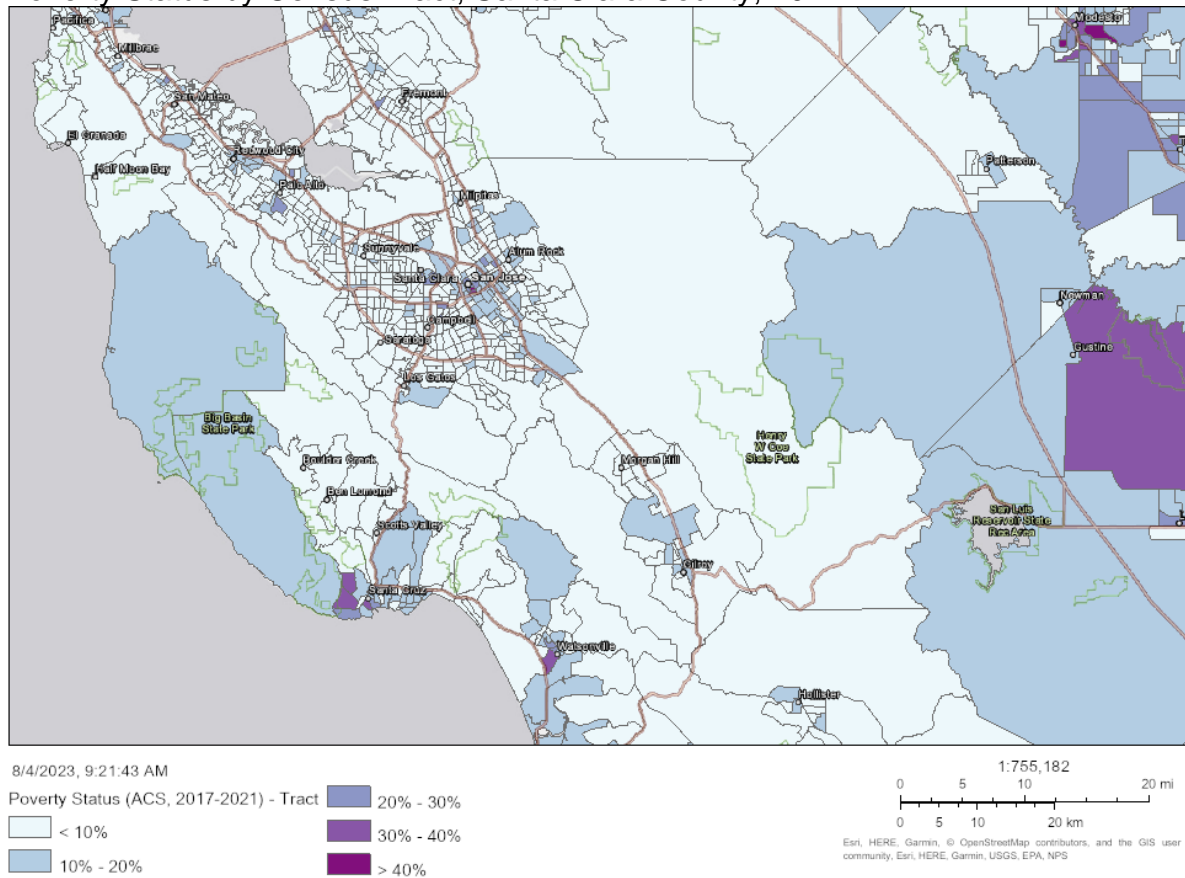 Pacifica
Modesto
Millbrae
San Mateo
Fremont
El Granada
Redwood City
Half Moon Bay
Palo Alto
Patterson
Milpitas
Sunnyvale
Alum Rock
Santa Clara
San Jose
Newman
Campbell
Saratoga
Gustine
Los Gatos
Big Basin
State Park
Henry
W Coe
State Park
Boulder Creek
Morgan Hill
Ben Lomond
San Luis
Reservoir State
Rec Area
Scotts Valley
Gilroy
Santa Cruz
Watsonville
Hollister
8/4/2023, 9:21:43 AM
Poverty Status (ACS, 2017-2021) - Tract
< 10%
10% - 20%
20% - 30%
30% - 40%
> 40%
1:755,182
0 5 10 20 mi
0 5 10 20 km
Esri, HERE, Garmin, © OpenStreetMap contributors, and the GIS user
community, Esri, HERE, Garmin, USGS, EPA, NPS